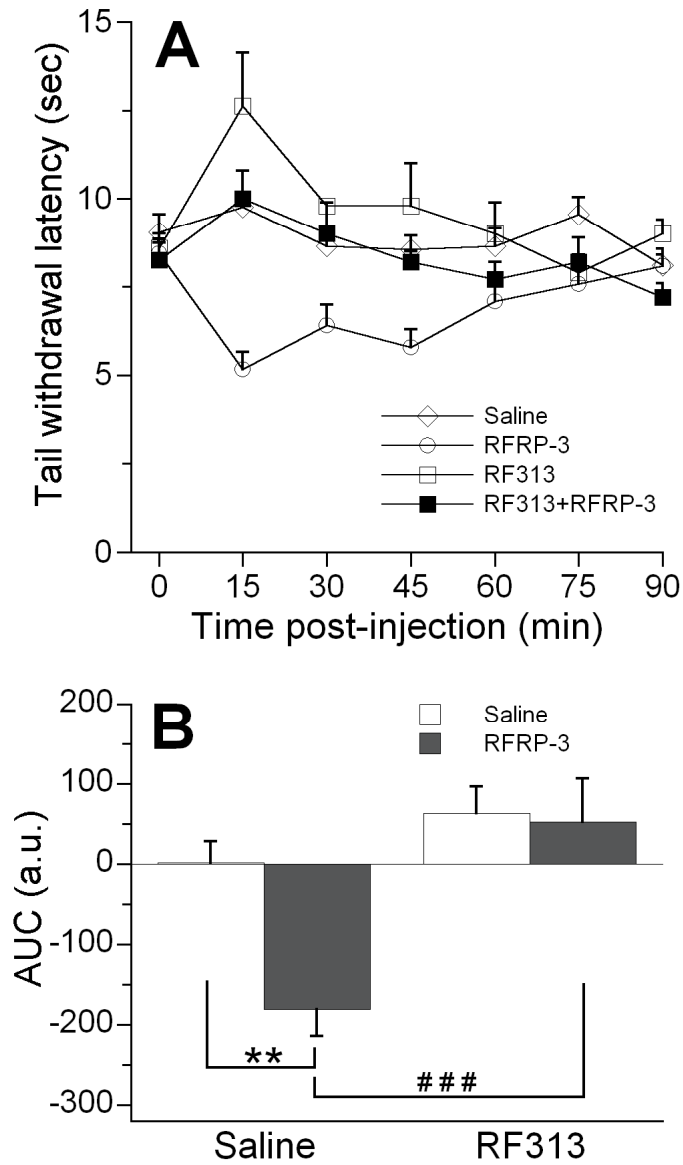 A
15
10
5
0
Tail withdrawal latency (sec)
Saline
RFRP-3
RF313
RF313+RFRP-3
0 15 30 45 60 75 90
Time post-injection (min)
B
200
100
0
-100
-200
-300
AUC (a.u.)
Saline
RFRP-3
**
###
Saline RF313